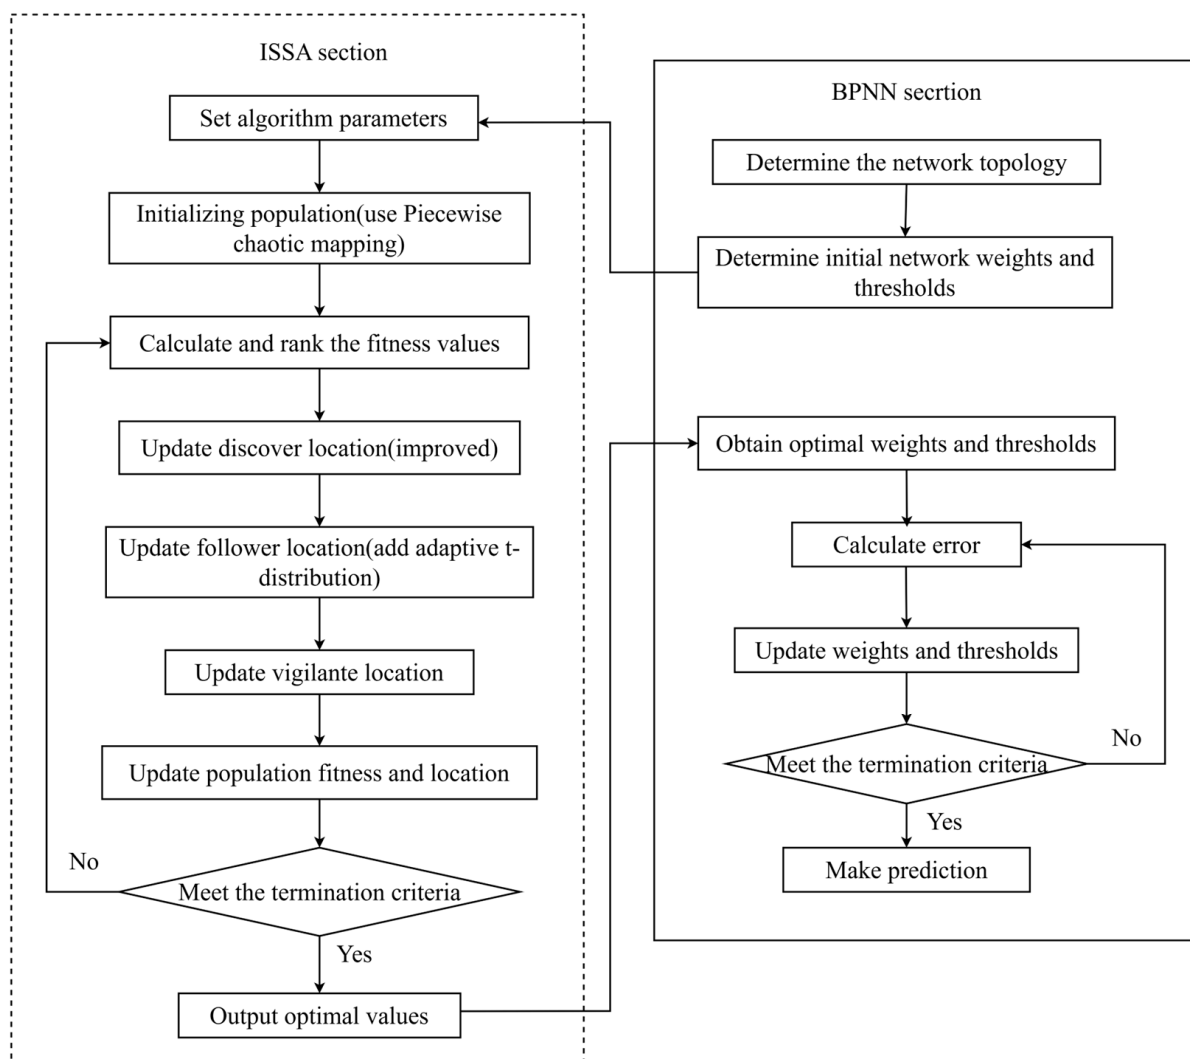 ISSA section
Set algorithm parameters
Initializing population(use Piecewise
chaotic mapping)
Calculate and rank the fitness values
Update discover location(improved)
Update follower location(add adaptive t-
distribution)
Update vigilante location
Update population fitness and location
No
Meet the termination criteria
Yes
Output optimal values
BPNN secrtion
Determine the network topology
Determine initial network weights and
thresholds
Obtain optimal weights and thresholds
Calculate error
Update weights and thresholds
No
Meet the termination criteria
Yes
Make prediction